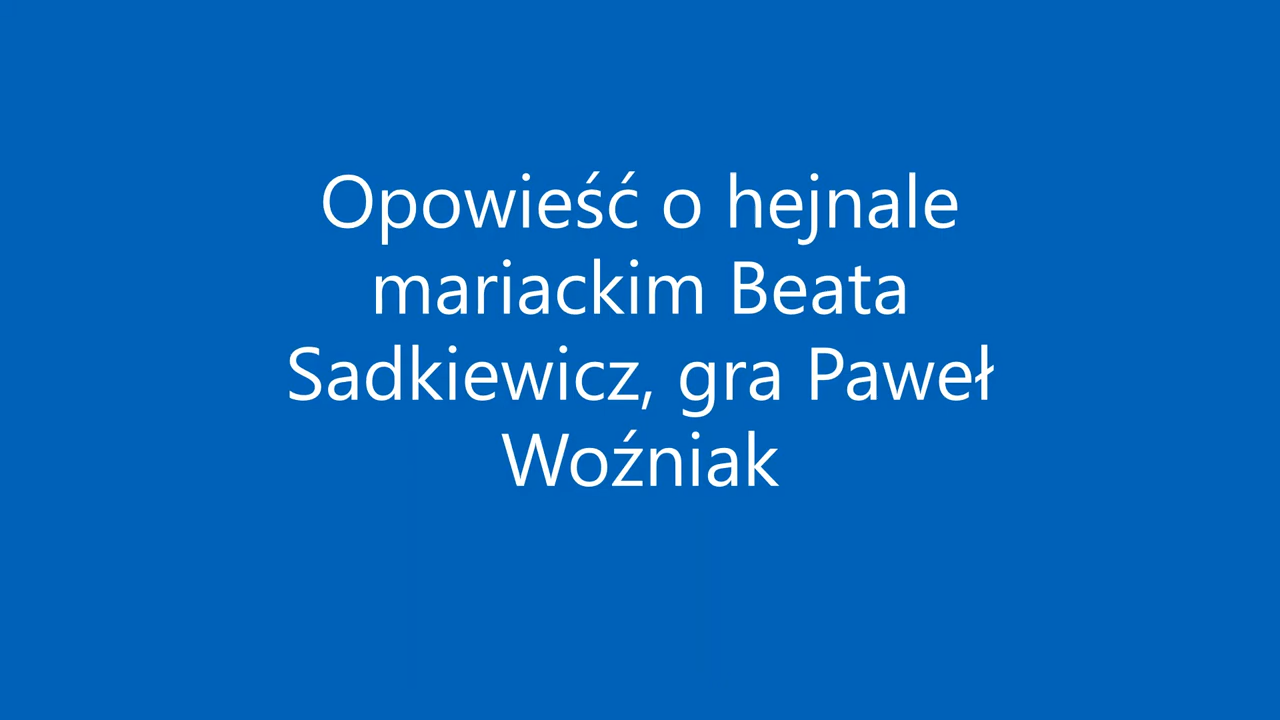 Opowieść o hejnale
mariackim Beata
Sadkiewicz, gra Paweł
Woźniak